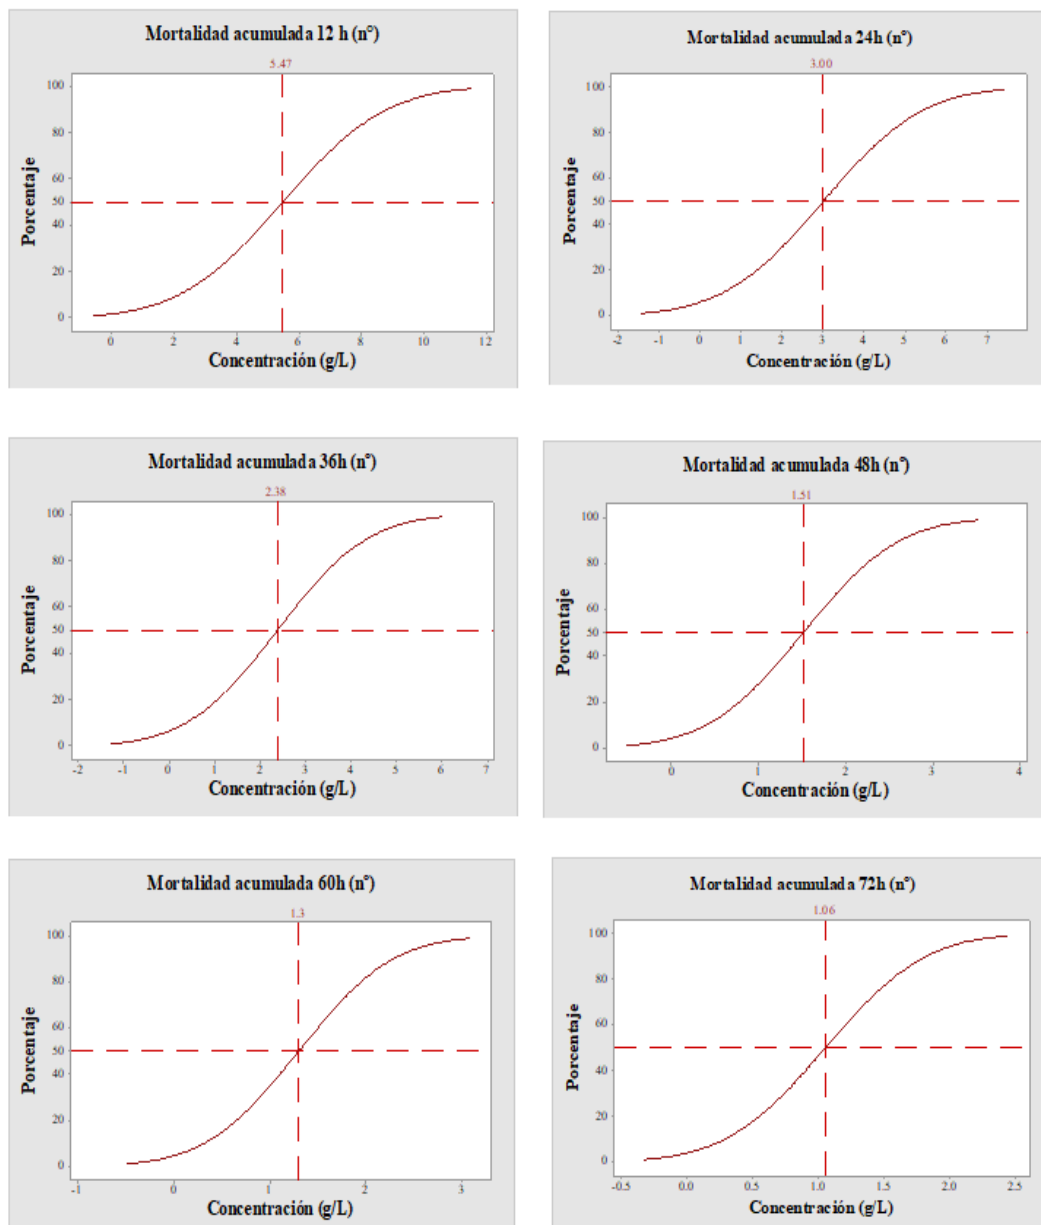 Mortalidad acumulada 12 h (n°)
5.47
100
80
60
50
40
20
0
Porcentaje
0 2 4 6 8 10 12
Concentración (g/L)
Mortalidad acumulada 24h (n°)
3.00
100
80
60
50
40
20
0
Porcentaje
-2 -1 0 1 2 3 4 5 6 7
Concentración (g/L)
Mortalidad acumulada 36h (n°)
2.38
100
80
60
50
40
20
0
Porcentaje
-2 -1 0 1 2 3 4 5 6 7
Concentración (g/L)
Mortalidad acumulada 48h (n°)
1.51
100
80
60
50
40
20
0
Porcentaje
0 1 2 3 4
Concentración (g/L)
Mortalidad acumulada 60h (n°)
1.3
100
80
60
50
40
20
0
Porcentaje
-1 0 1 2 3
Concentración (g/L)
Mortalidad acumulada 72h (n°)
1.06
100
80
60
50
40
20
0
Porcentaje
-0.5 0.0 0.5 1.0 1.5 2.0 2.5
Concentración (g/L)